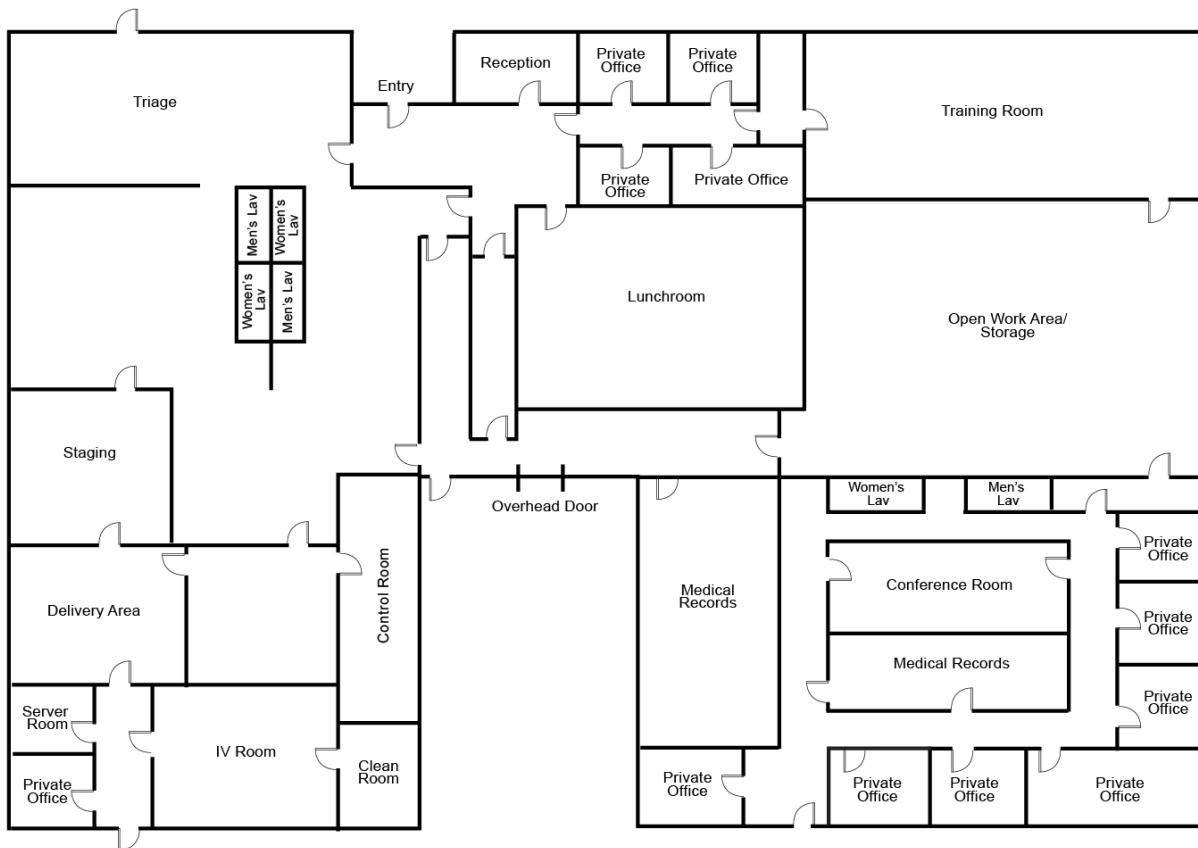 Private
Office
Private
Office
Reception
Entry
Triage
Training Room
Private
Office
Private Office
Men's Lav
Women's
Lav
Women's
Lav
Men's Lav
Lunchroom
Open Work Area/
Storage
Staging
Overhead Door
Women's
Lav
Men's
Lav
Private
Office
Control Room
Medical
Records
Conference Room
Delivery Area
Private
Office
Medical Records
Server
Room
Private
Office
IV Room
Clean
Room
Private
Office
Private
Office
Private
Office
Private
Office
Private
Office